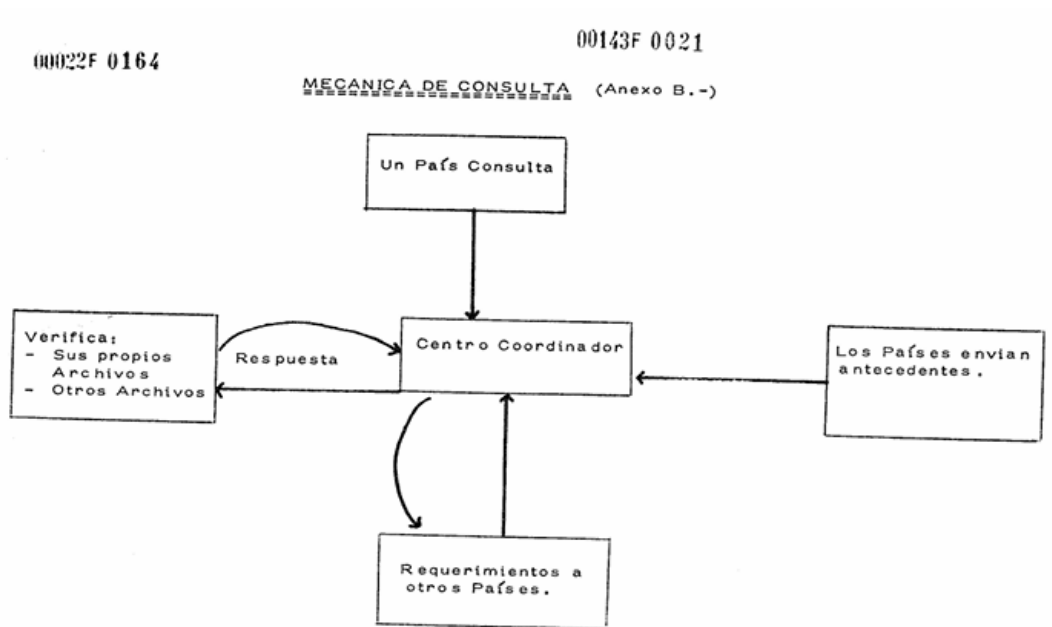 00143F 0021
00022F 0164
MECANICA DE CONSULTA (Anexo B.-)
Un País Consulta
Verifica:
- Sus propios
Archivos
- Otros Archivos
Respuesta
Centro Coordinador
Los Países envian
antecedentes.
Requerimientos a
otros Países.